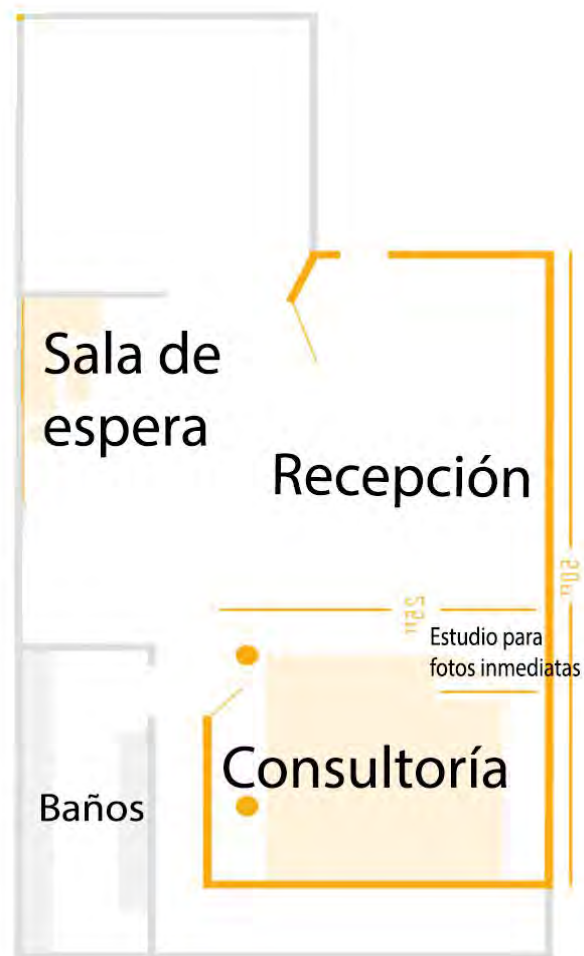 Sala de
espera
Recepción
Estudio para
fotos inmediatas
Consultoría
Baños